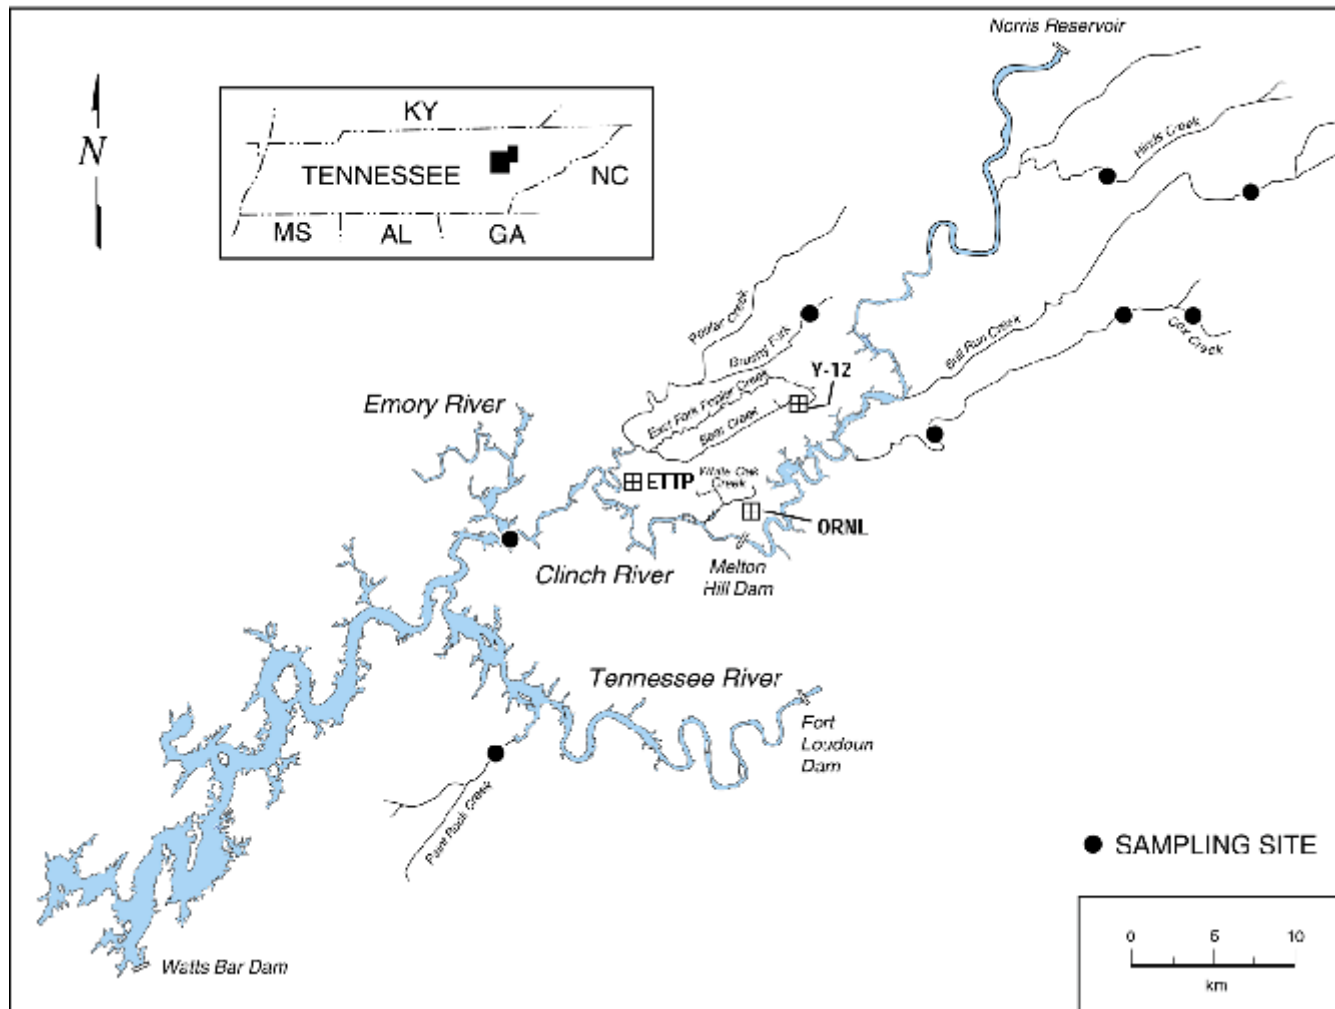 Norris Reservoir
N
KY
TENNESSEE
NC
MS
AL
GA
Hinds Creek
Poplar Creek
Brushy Fork
Bull Run Creek
Cox Creek
Y-12
East Fork Poplar Creek
Bear Creek
Emory River
ETTP
White Oak
Creek
ORNL
Clinch River
Melton
Hill Dam
Tennessee River
Fort
Loudoun
Dam
Paint Rock Creek
SAMPLING SITE
Watts Bar Dam
0
5
10
km